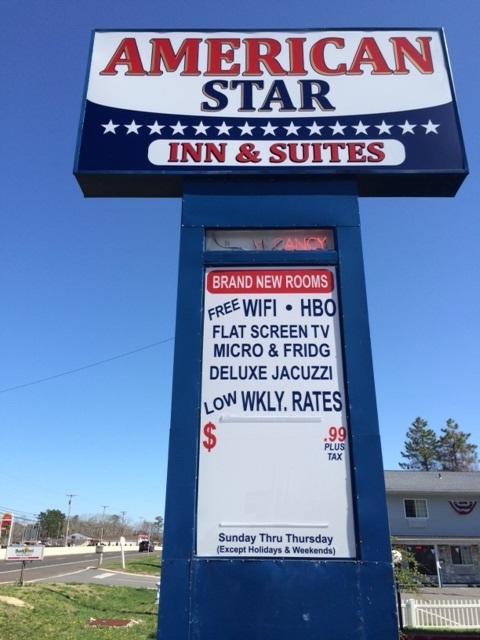 AMERICAN
STAR
INN & SUITES
VACANCY
BRAND NEW ROOMS
FREE WIFI • HBO
FLAT SCREEN TV
MICRO & FRIDG
DELUXE JACUZZI
LOW WKLY. RATES
$ .99
PLUS
TAX
Sunday Thru Thursday
(Except Holidays & Weekends)